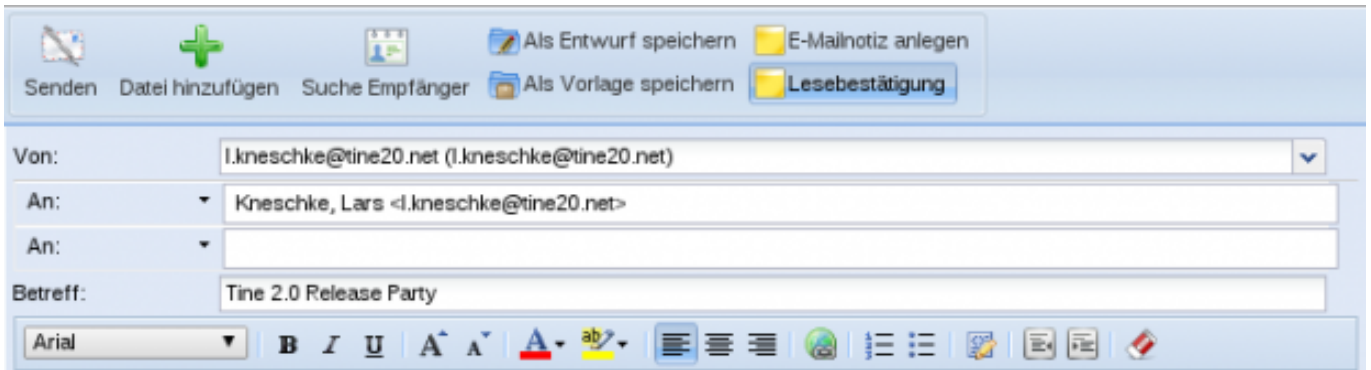 Senden Datei hinzufügen Suche Empfänger
Als Entwurf speichern E-Mailnotiz anlegen
Als Vorlage speichern Lesebestätigung
Von: l.kneschke@tine20.net (l.kneschke@tine20.net)
An: Kneschke, Lars <l.kneschke@tine20.net>
An:
Betreff: Tine 2.0 Release Party
Arial B I U A A A ab